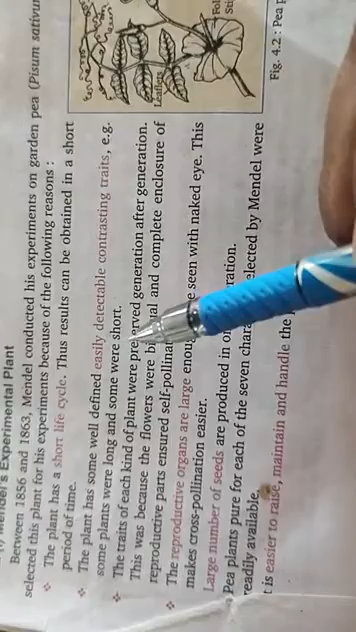 Mendel's Experimental Plant
Between 1856 and 1863, Mendel conducted his experiments on garden pea (Pisum sativum
selected this plant for his experiments because of the following reasons :
The plant has a short life cycle. Thus results can be obtained in a short
period of time.
The plant has some well defined easily detectable contrasting traits, e.g.
some plants were long and some were short.
The traits of each kind of plant were preserved generation after generation.
This was because the flowers were and complete enclosure of
reproductive parts ensured self-pollina
The reproductive organs are large enoug seen with naked eye. This
makes cross-pollination easier.
Large number of seeds are produced in ration.
Pea plants pure for each of the seven chara elected by Mendel were
readily available.
t is easier to raise, maintain and handle the
Leaflets
Fol
Sti
Fig. 4.2 : Pea p